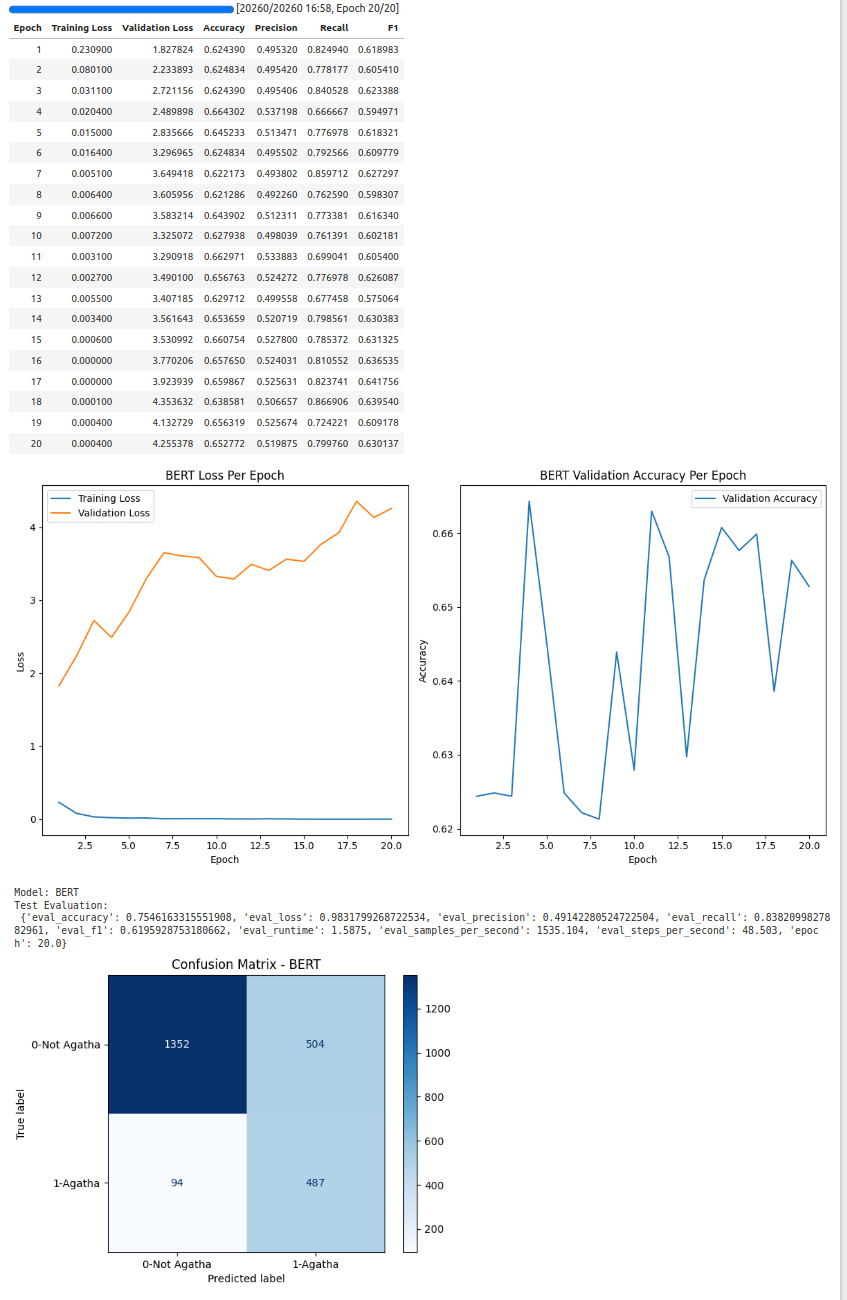 [20260/20260 16:58, Epoch 20/20]
Epoch Training Loss Validation Loss Accuracy Precision Recall F1
1 0.230900 1.827824 0.624390 0.495320 0.824940 0.618983
2 0.080100 2.233893 0.624834 0.495420 0.778177 0.605410
3 0.031100 2.721156 0.624390 0.495406 0.840528 0.623388
4 0.020400 2.489898 0.664302 0.537198 0.666667 0.594971
5 0.015000 2.835666 0.645233 0.513471 0.776978 0.618321
6 0.016400 3.296965 0.624834 0.495502 0.792566 0.609779
7 0.005100 3.649418 0.622173 0.493802 0.859712 0.627297
8 0.006400 3.605956 0.621286 0.492260 0.762590 0.598307
9 0.006600 3.583214 0.643902 0.512311 0.773381 0.616340
10 0.007200 3.325072 0.627938 0.498039 0.761391 0.602181
11 0.003100 3.290918 0.662971 0.533883 0.699041 0.605400
12 0.002700 3.490100 0.656763 0.524272 0.776978 0.626087
13 0.005500 3.407185 0.629712 0.499558 0.677458 0.575064
14 0.003400 3.561643 0.653659 0.520719 0.798561 0.630383
15 0.000600 3.530992 0.660754 0.527800 0.785372 0.631325
16 0.000000 3.770206 0.657650 0.524031 0.810552 0.636535
17 0.000000 3.923939 0.659867 0.525631 0.823741 0.641756
18 0.000100 4.353632 0.638581 0.506657 0.866906 0.639540
19 0.000400 4.132729 0.656319 0.525674 0.724221 0.609178
20 0.000400 4.255378 0.652772 0.519875 0.799760 0.630137
BERT Loss Per Epoch
Training Loss
Validation Loss
4
3
2
1
0
Loss
2.5 5.0 7.5 10.0 12.5 15.0 17.5 20.0
Epoch
BERT Validation Accuracy Per Epoch
Validation Accuracy
0.66
0.65
0.64
0.63
0.62
Accuracy
2.5 5.0 7.5 10.0 12.5 15.0 17.5 20.0
Epoch
Model: BERT
Test Evaluation:
{'eval_accuracy': 0.7546163315551908, 'eval_loss': 0.9831799268722534, 'eval_precision': 0.49142280524722504, 'eval_recall': 0.83820998278
82961, 'eval_f1': 0.6195928753180662, 'eval_runtime': 1.5875, 'eval_samples_per_second': 1535.104, 'eval_steps_per_second': 48.503, 'epoc
h': 20.0}
Confusion Matrix - BERT
0-Not Agatha 1352 504
1-Agatha 94 487
True label
0-Not Agatha 1-Agatha
Predicted label
1200
1000
800
600
400
200